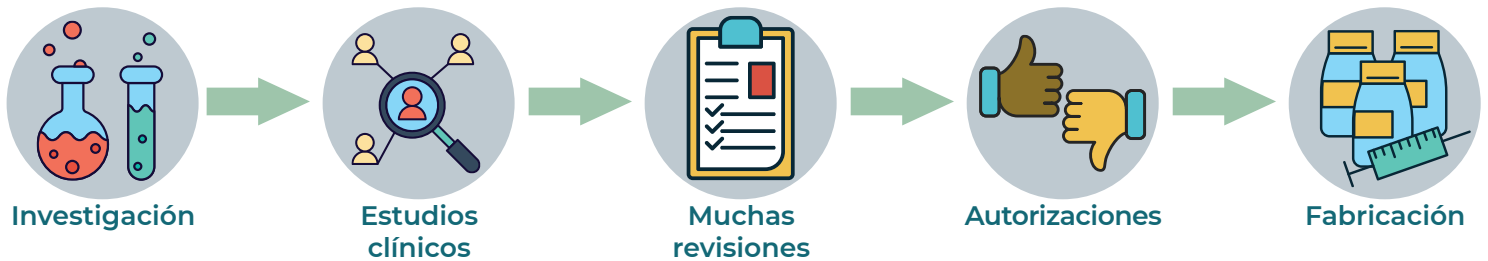 Investigación
Estudios
clínicos
Muchas
revisiones
Autorizaciones
Fabricación